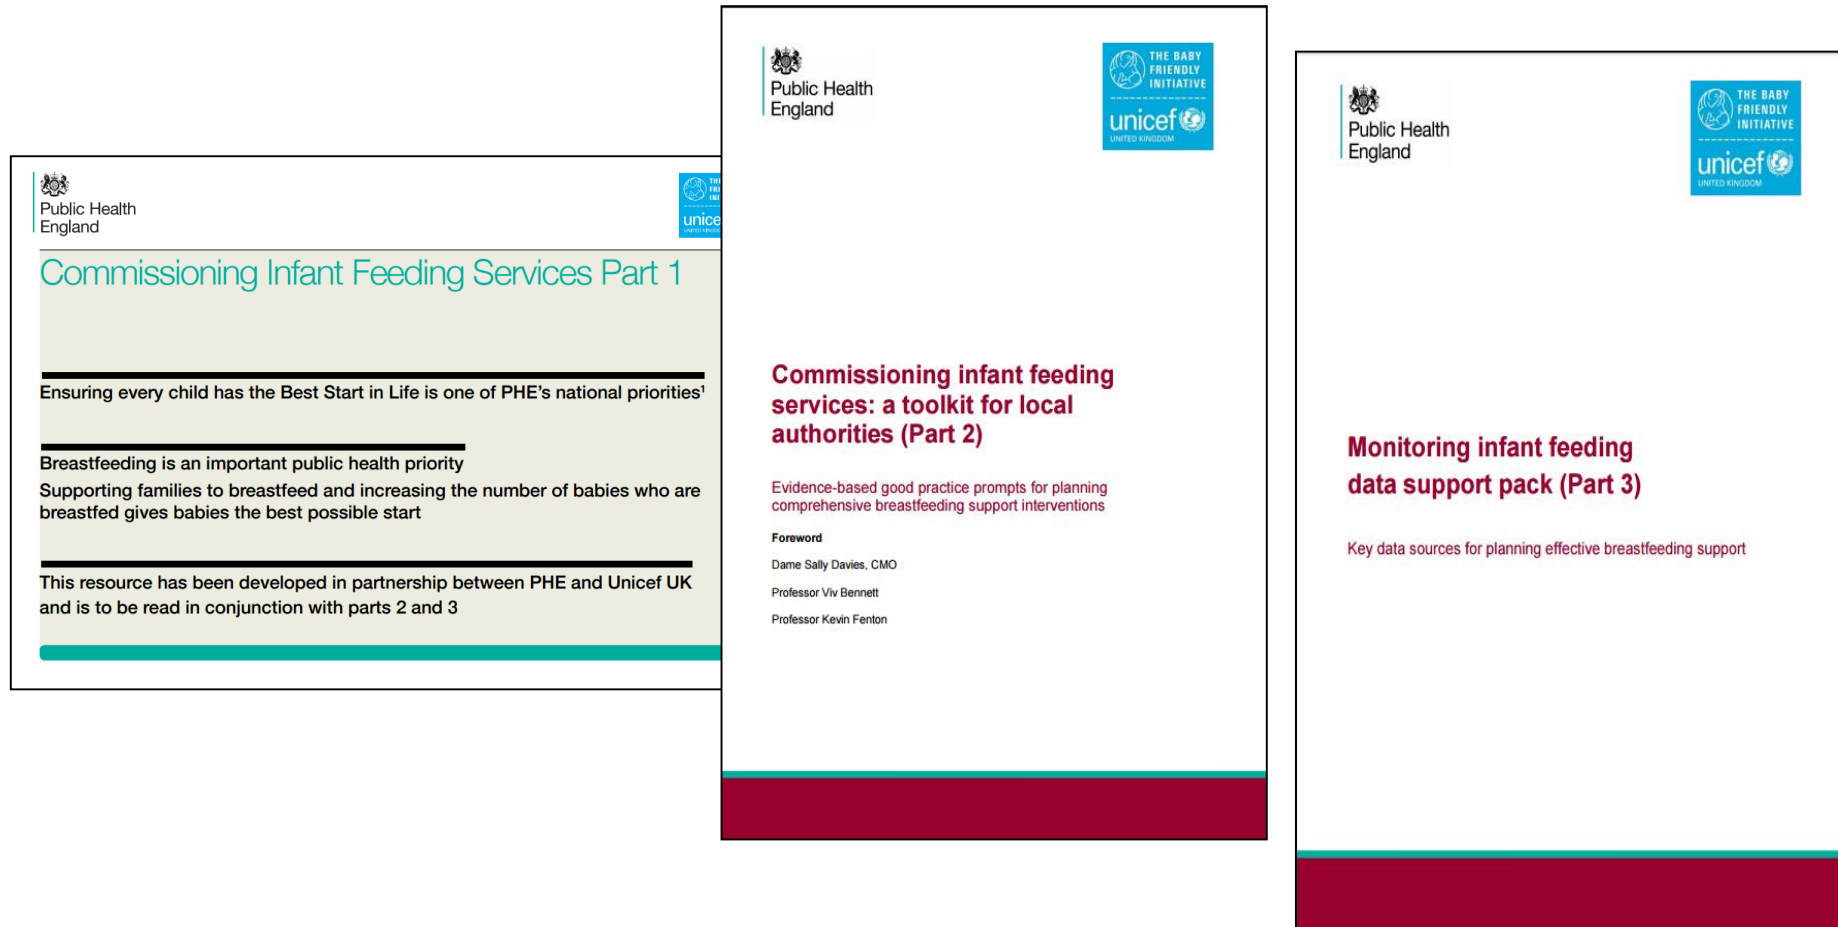 Public Health
England
THE
FRI
INI
unice
UNITED KINGDO
Commissioning Infant Feeding Services Part 1
Ensuring every child has the Best Start in Life is one of PHE's national priorities¹
Breastfeeding is an important public health priority
Supporting families to breastfeed and increasing the number of babies who are
breastfed gives babies the best possible start
This resource has been developed in partnership between PHE and Unicef UK
and is to be read in conjunction with parts 2 and 3
Public Health
England
THE BABY
FRIENDLY
INITIATIVE
unicef
UNITED KINGDOM
Commissioning infant feeding
services: a toolkit for local
authorities (Part 2)
Evidence-based good practice prompts for planning
comprehensive breastfeeding support interventions
Foreword
Dame Sally Davies, CMO
Professor Viv Bennett
Professor Kevin Fenton
Public Health
England
THE BABY
FRIENDLY
INITIATIVE
unicef
UNITED KINGDOM
Monitoring infant feeding
data support pack (Part 3)
Key data sources for planning effective breastfeeding support